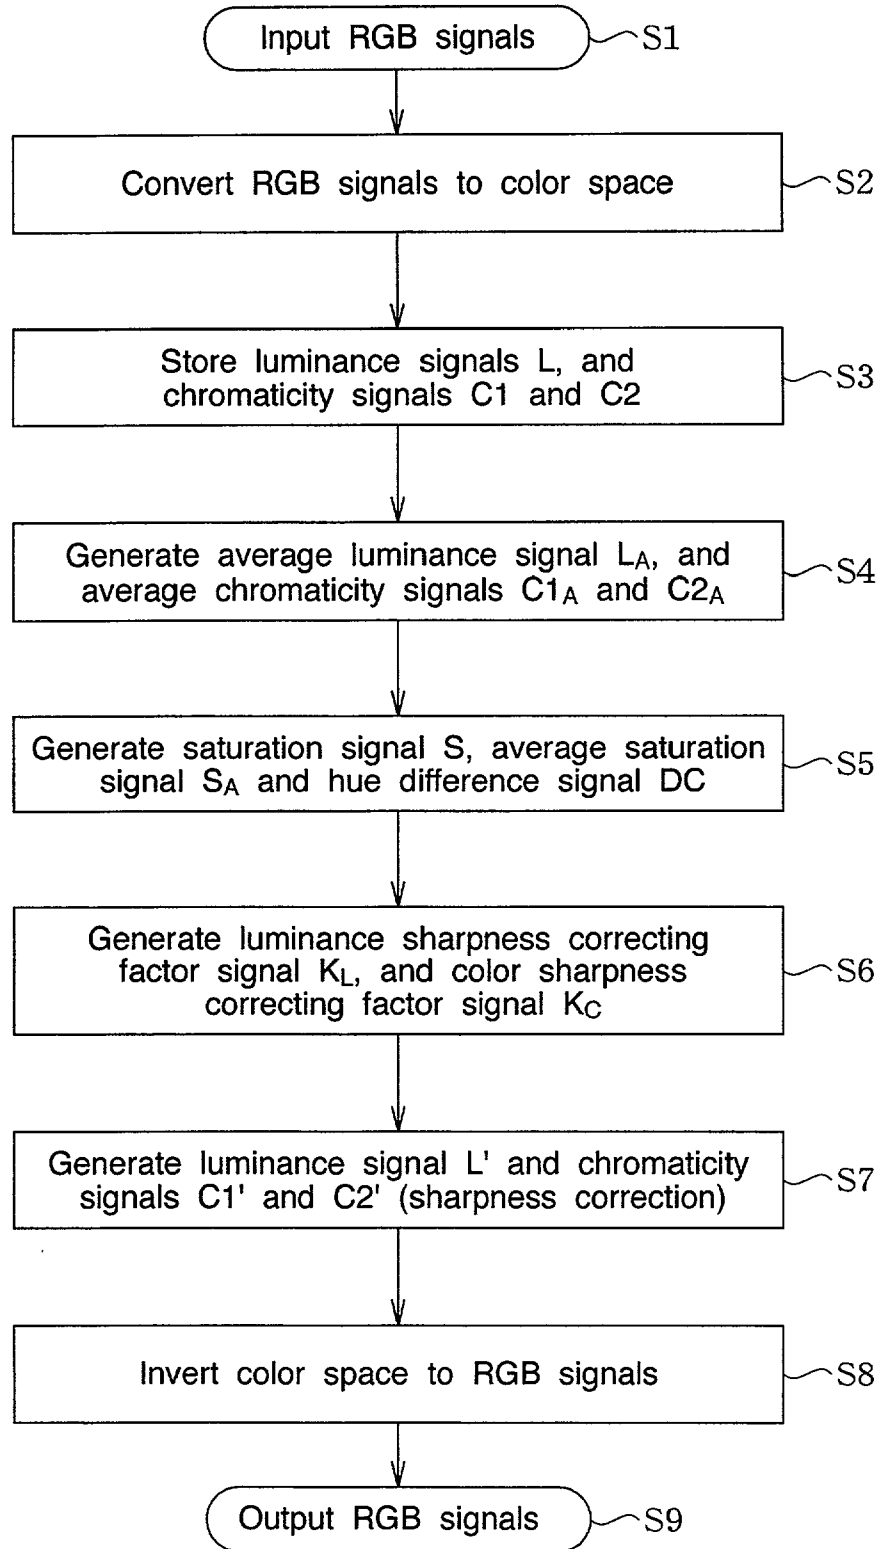 Input RGB signals
S1
Convert RGB signals to color space
S2
Store luminance signals L, and
chromaticity signals C1 and C2
S3
Generate average luminance signal LA, and
average chromaticity signals C1A and C2A
S4
Generate saturation signal S, average saturation
signal SA and hue difference signal DC
S5
Generate luminance sharpness correcting
factor signal KL, and color sharpness
correcting factor signal KC
S6
Generate luminance signal L' and chromaticity
signals C1' and C2' (sharpness correction)
S7
Invert color space to RGB signals
S8
Output RGB signals
S9